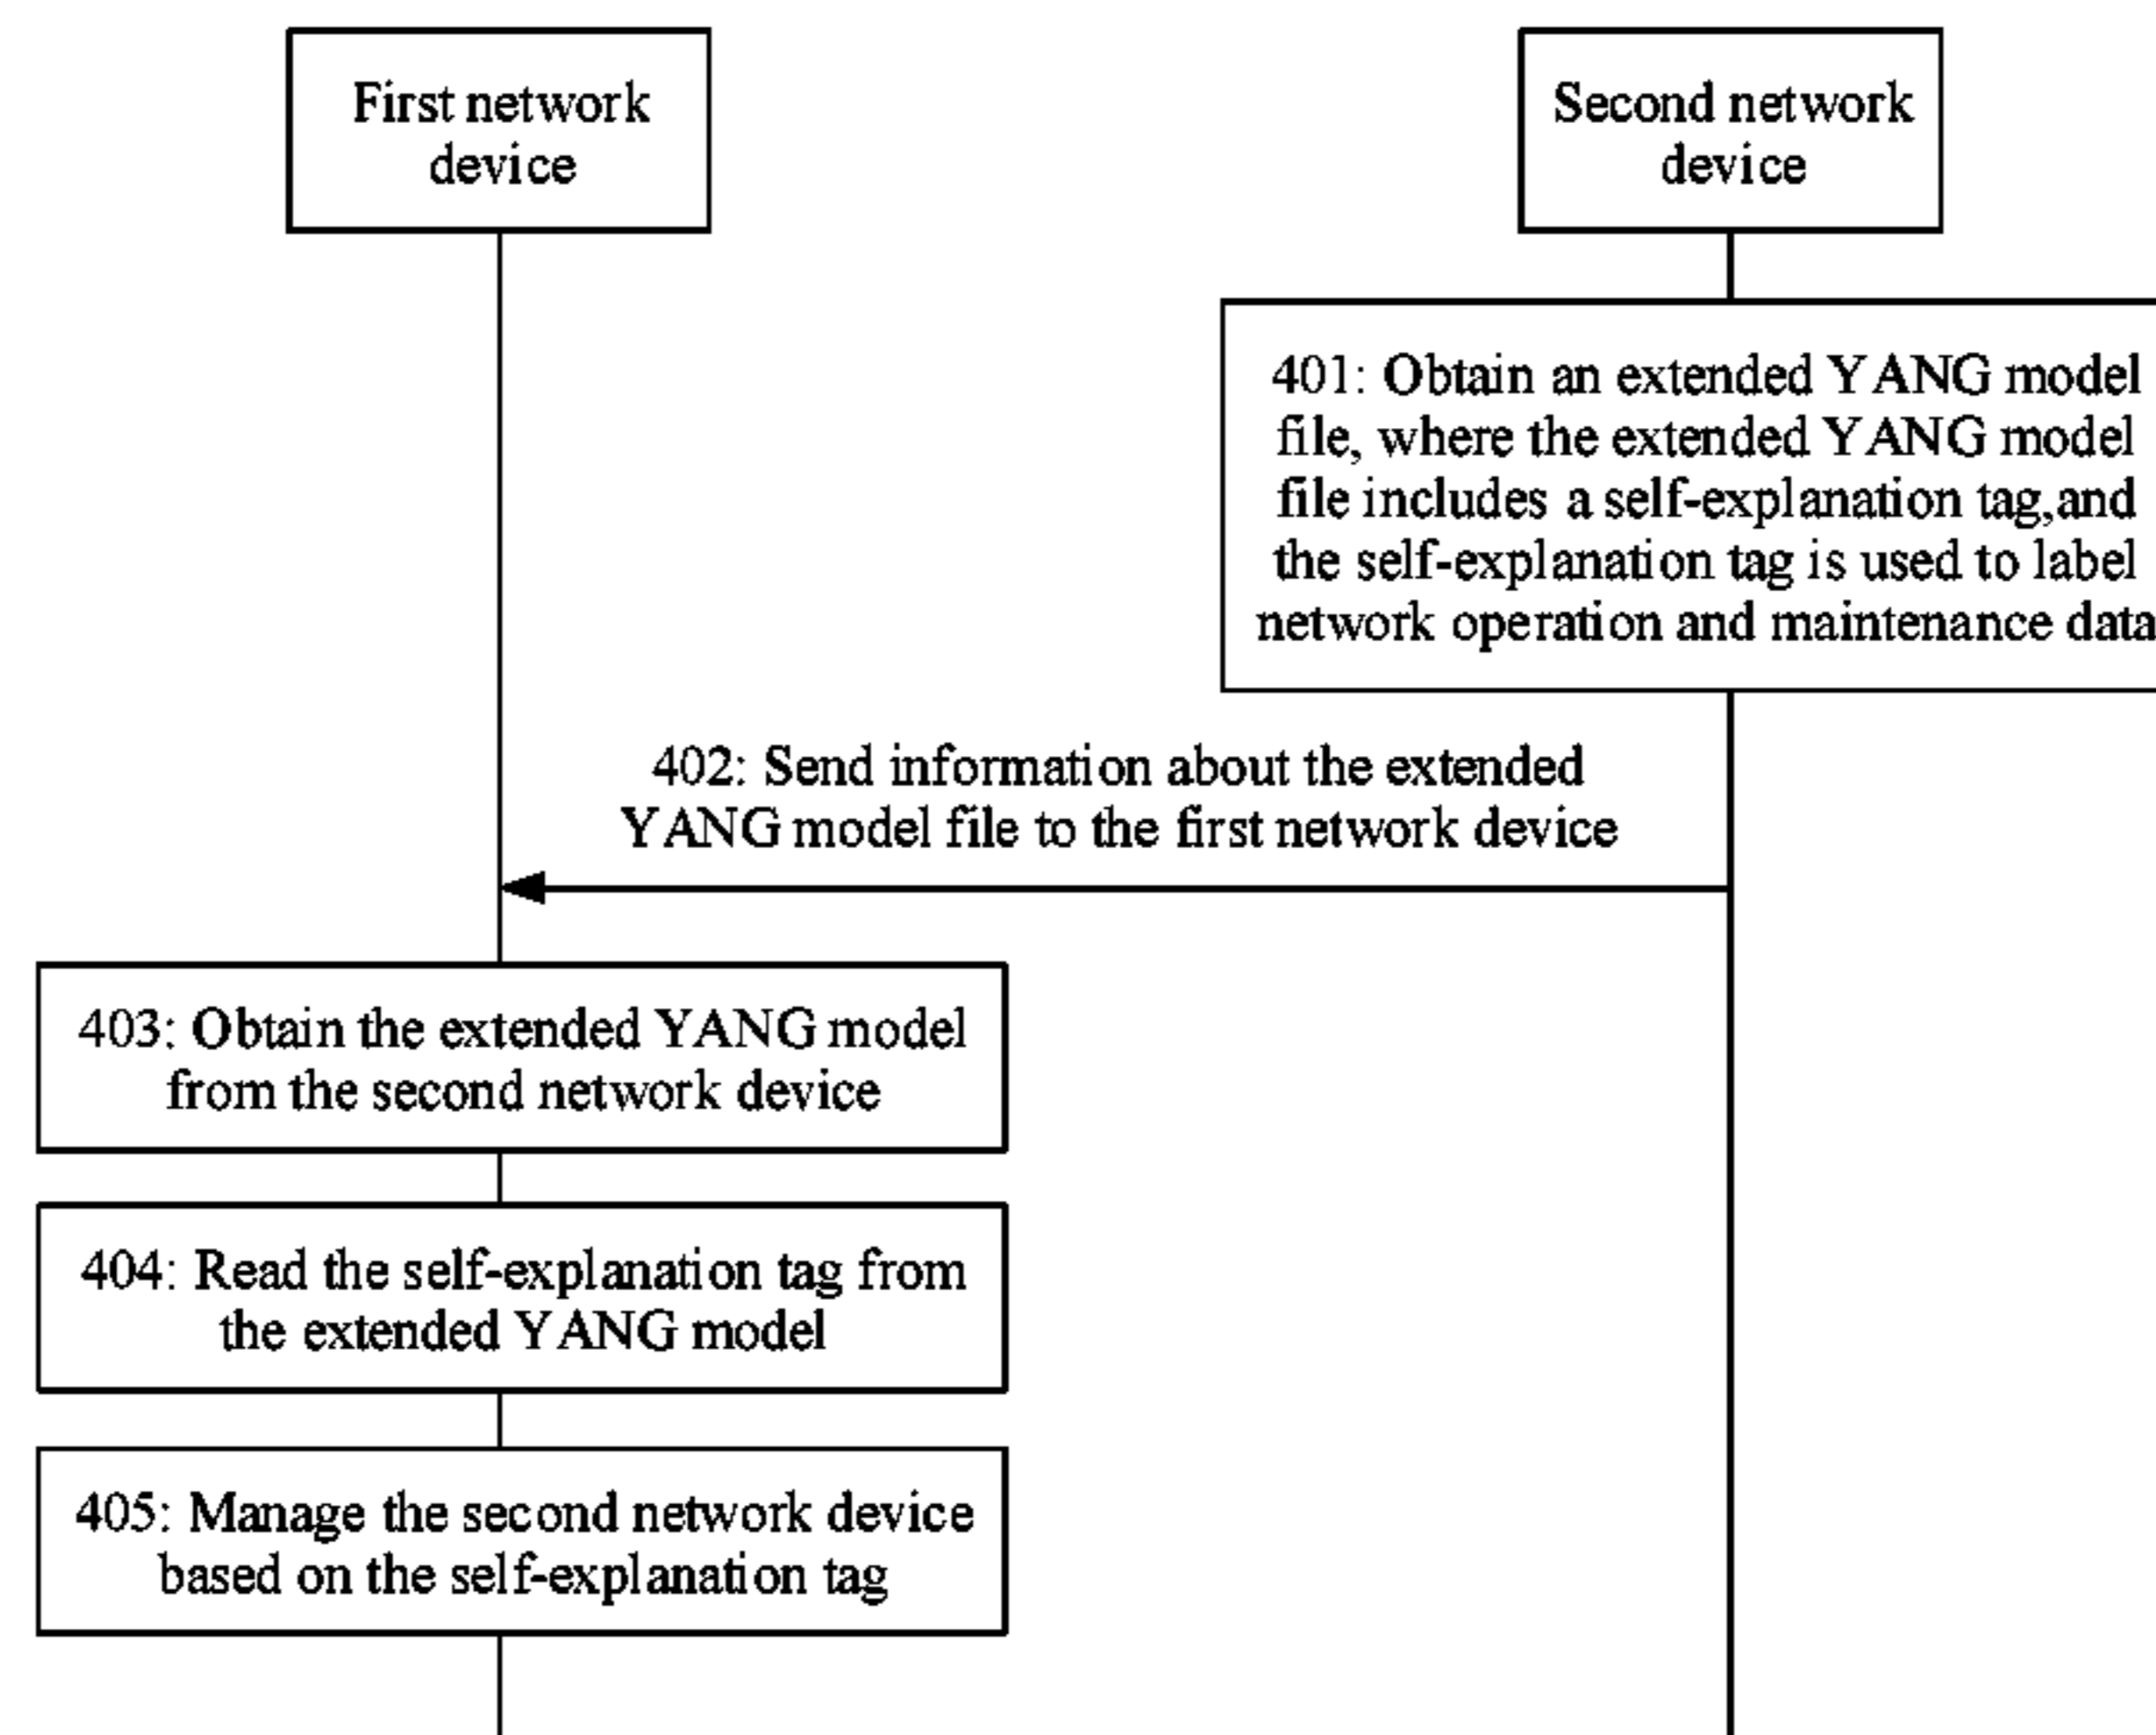 First network
device
Second network
device
401: Obtain an extended YANG model
file, where the extended YANG model
file includes a self-explanation tag,and
the self-explanation tag is used to label
network operation and maintenance data
402: Send information about the extended
YANG model file to the first network device
403: Obtain the extended YANG model
from the second network device
404: Read the self-explanation tag from
the extended YANG model
405: Manage the second network device
based on the self-explanation tag